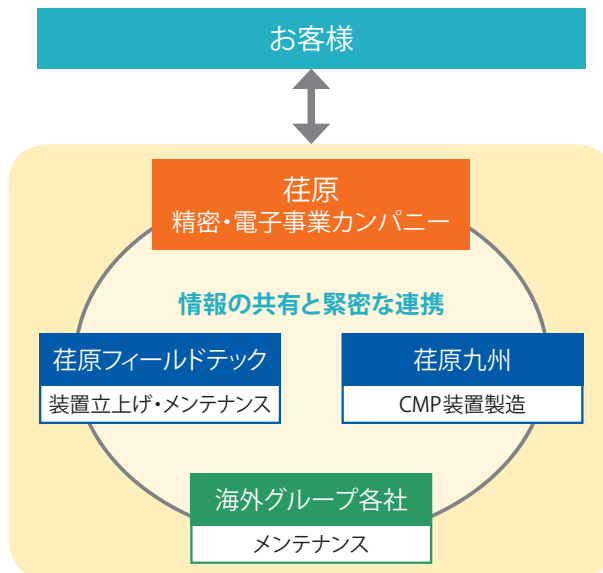 お客様
荏原
精密・電子事業カンパニー
情報の共有と緊密な連携
荏原フィールドテック
装置立上げ・メンテナンス
荏原九州
CMP装置製造
海外グループ各社
メンテナンス